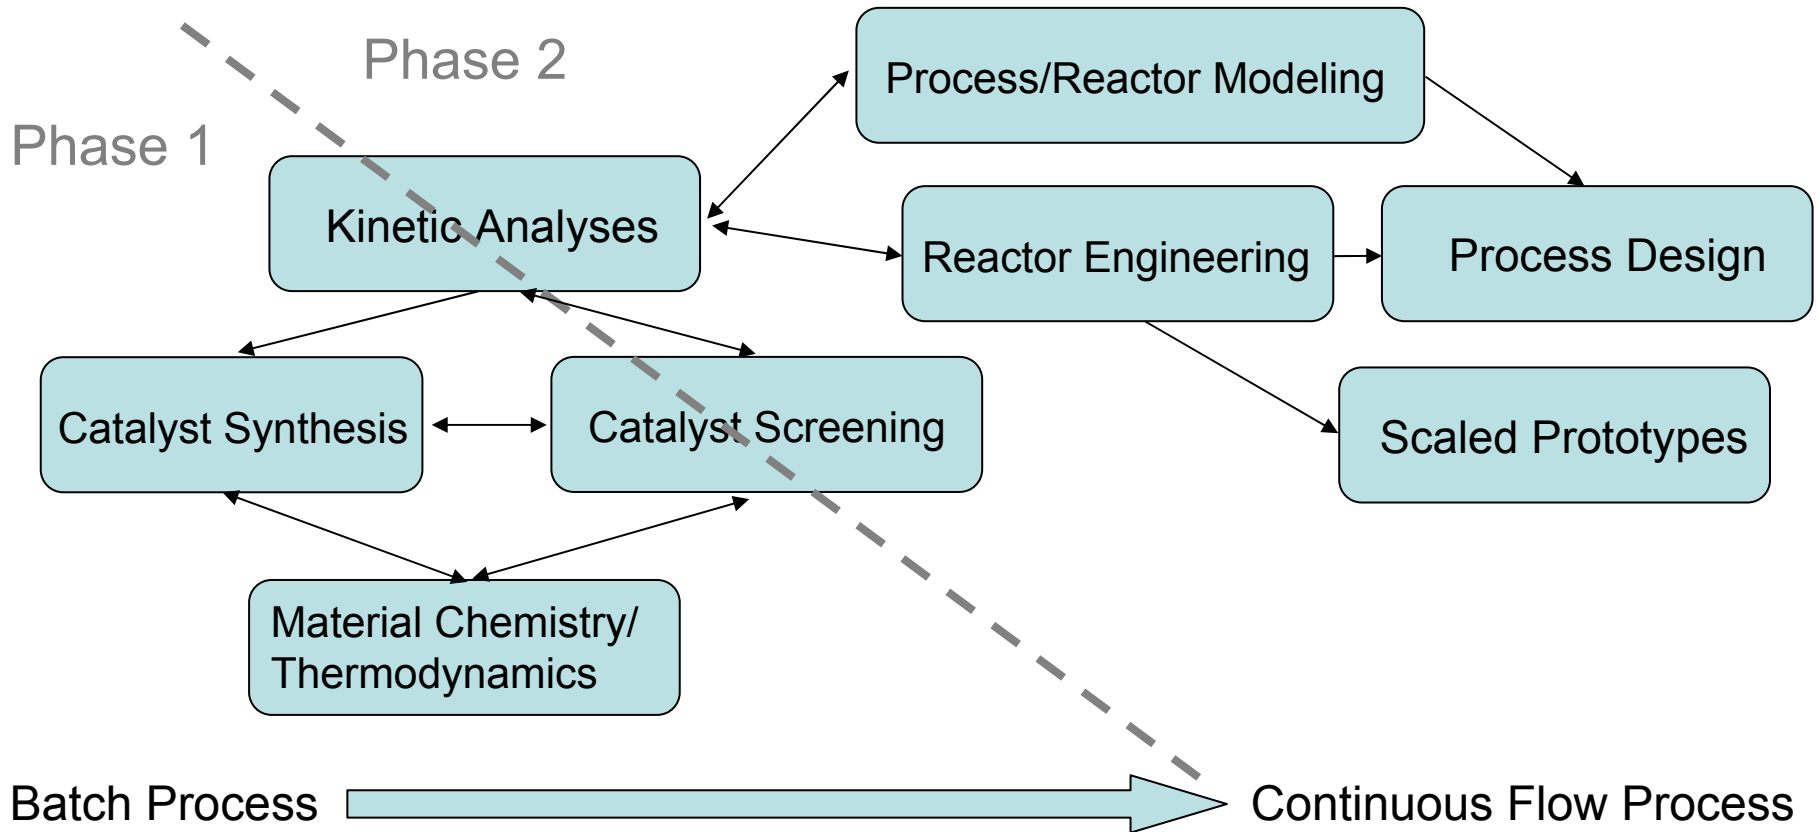 Phase 2
Phase 1
Process/Reactor Modeling
Kinetic Analyses
Reactor Engineering
Process Design
Catalyst Synthesis
Catalyst Screening
Scaled Prototypes
Material Chemistry/
Thermodynamics
Batch Process
Continuous Flow Process